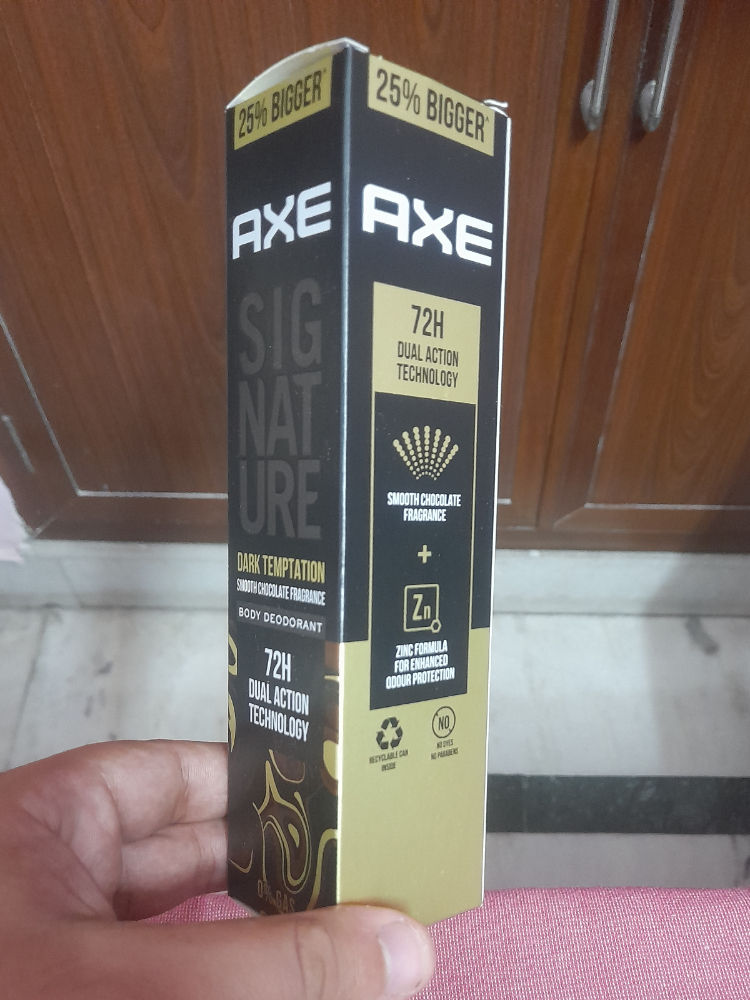 25% BIGGER^
AXE
SIG
NAT
URE
DARK TEMPTATION
SMOOTH CHOCOLATE FRAGRANCE
BODY DEODORANT
72H
DUAL ACTION
TECHNOLOGY
0% GAS
25% BIGGER^
AXE
72H
DUAL ACTION
TECHNOLOGY
SMOOTH CHOCOLATE
FRAGRANCE
+
Zn
ZINC FORMULA
FOR ENHANCED
ODOUR PROTECTION
RECYCLABLE CAN
INSIDE
NO
NO DYES
NO PARABENS